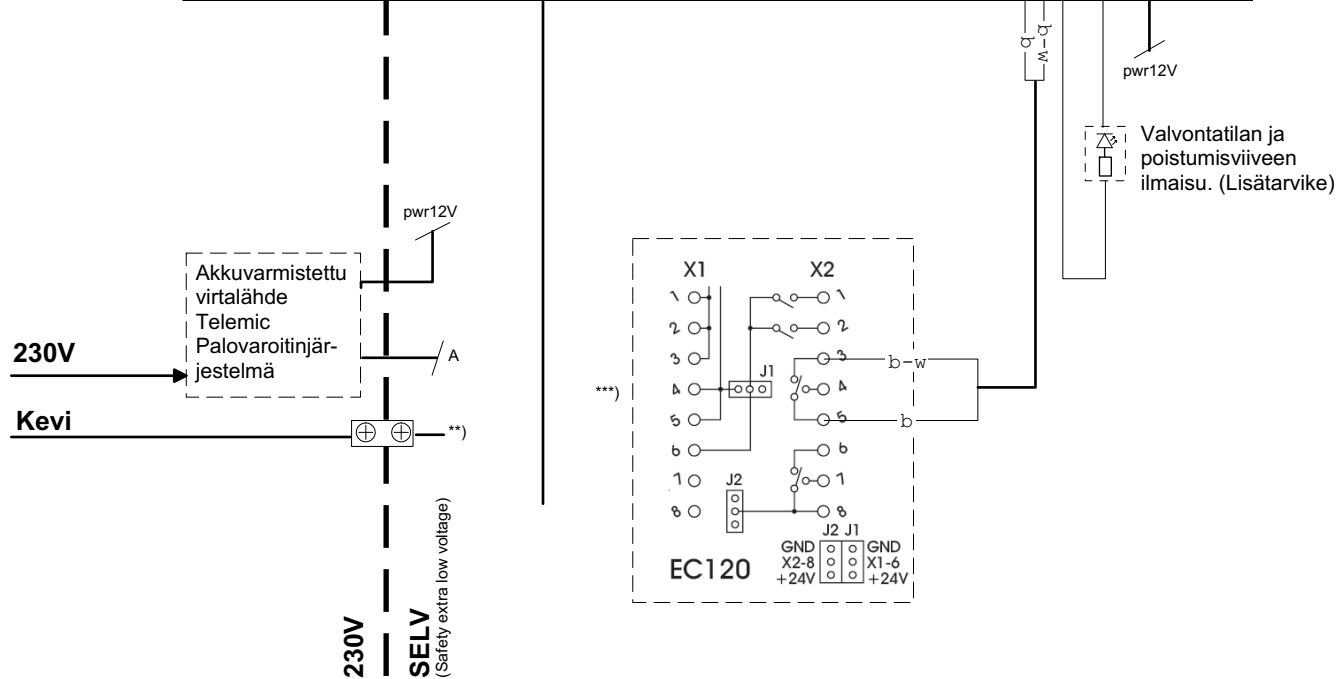 b
b-w
pwr12V
Valvontatilan ja
poistumisviiveen
ilmaisu. (Lisätarvike)
pwr12V
Akkuvarmistettu
virtalähde
Telemic
Palovaroitinjär-
jestelmä
230V
A
Kevi
**)
***)
X1
X2
1
2
3
4
5
6
7
8
J1
J2
1
2
3
4
5
6
7
8
b-w
b
J2 J1
GND
X2-8
+24V
GND
X1-6
+24V
EC120
230V
SELV
(Safety extra low voltage)